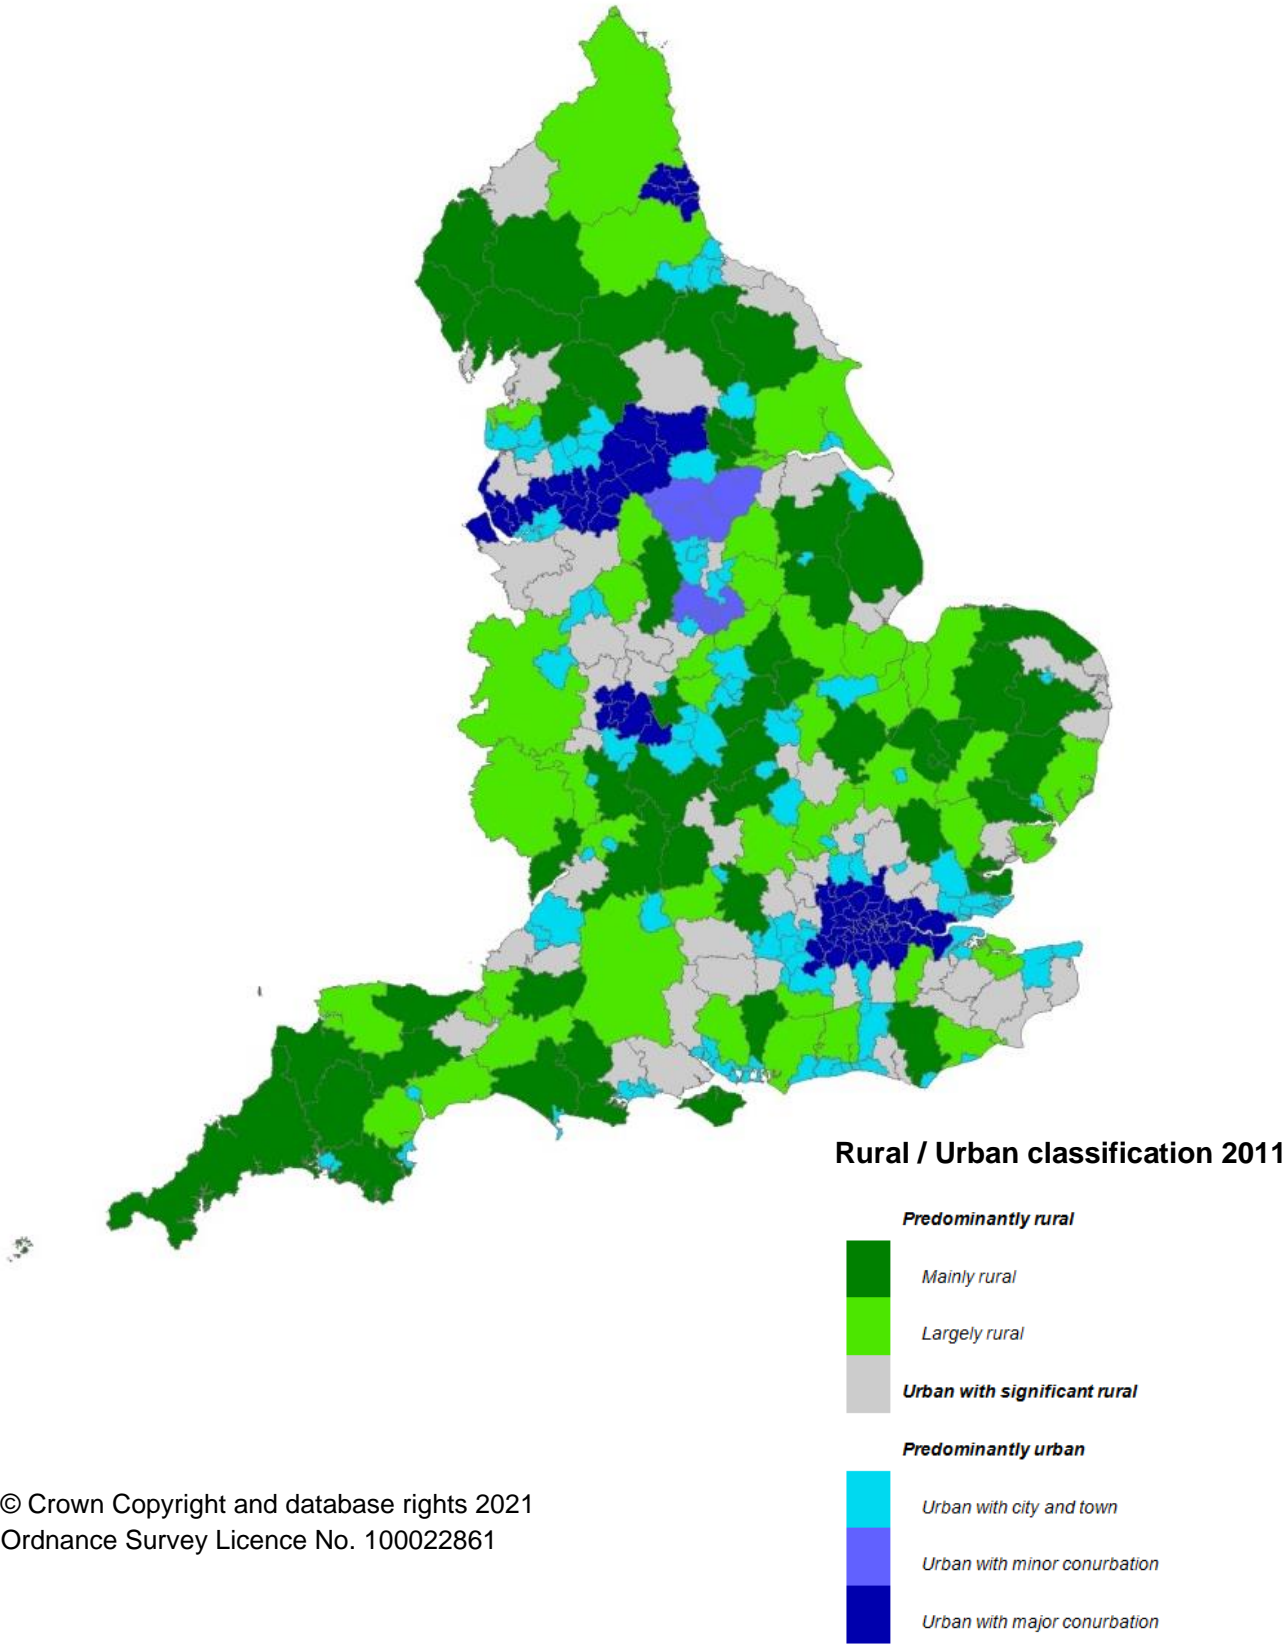 Rural / Urban classification 2011
Predominantly rural
Mainly rural
Largely rural
Urban with significant rural
Predominantly urban
Urban with city and town
Urban with minor conurbation
Urban with major conurbation
© Crown Copyright and database rights 2021
Ordnance Survey Licence No. 100022861